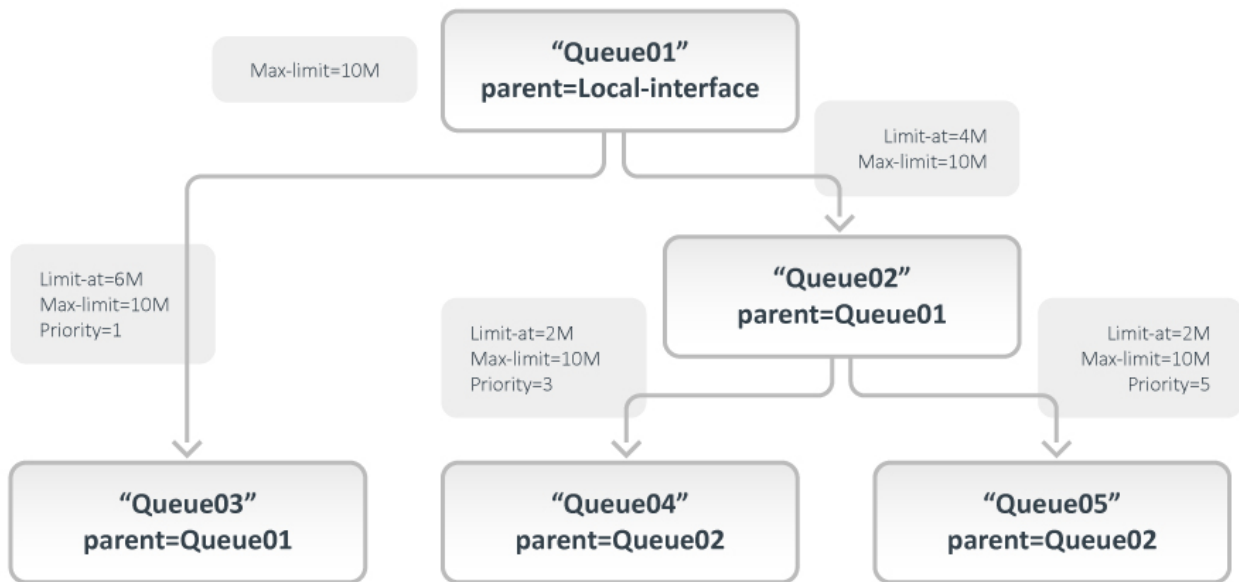 Max-limit=10M
“Queue01”
parent=Local-interface
Limit-at=4M
Max-limit=10M
“Queue02”
parent=Queue01
Limit-at=6M
Max-limit=10M
Priority=1
Limit-at=2M
Max-limit=10M
Priority=3
Limit-at=2M
Max-limit=10M
Priority=5
“Queue03”
parent=Queue01
“Queue04”
parent=Queue02
“Queue05”
parent=Queue02